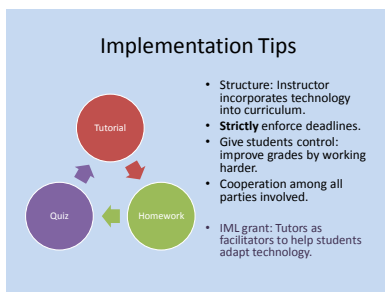 Implementation Tips
Tutorial
Quiz
Homework
• Structure: Instructor
incorporates technology
into curriculum.
• Strictly enforce deadlines.
• Give students control:
improve grades by working
harder.
• Cooperation among all
parties involved.
• IML grant: Tutors as
facilitators to help students
adapt technology.